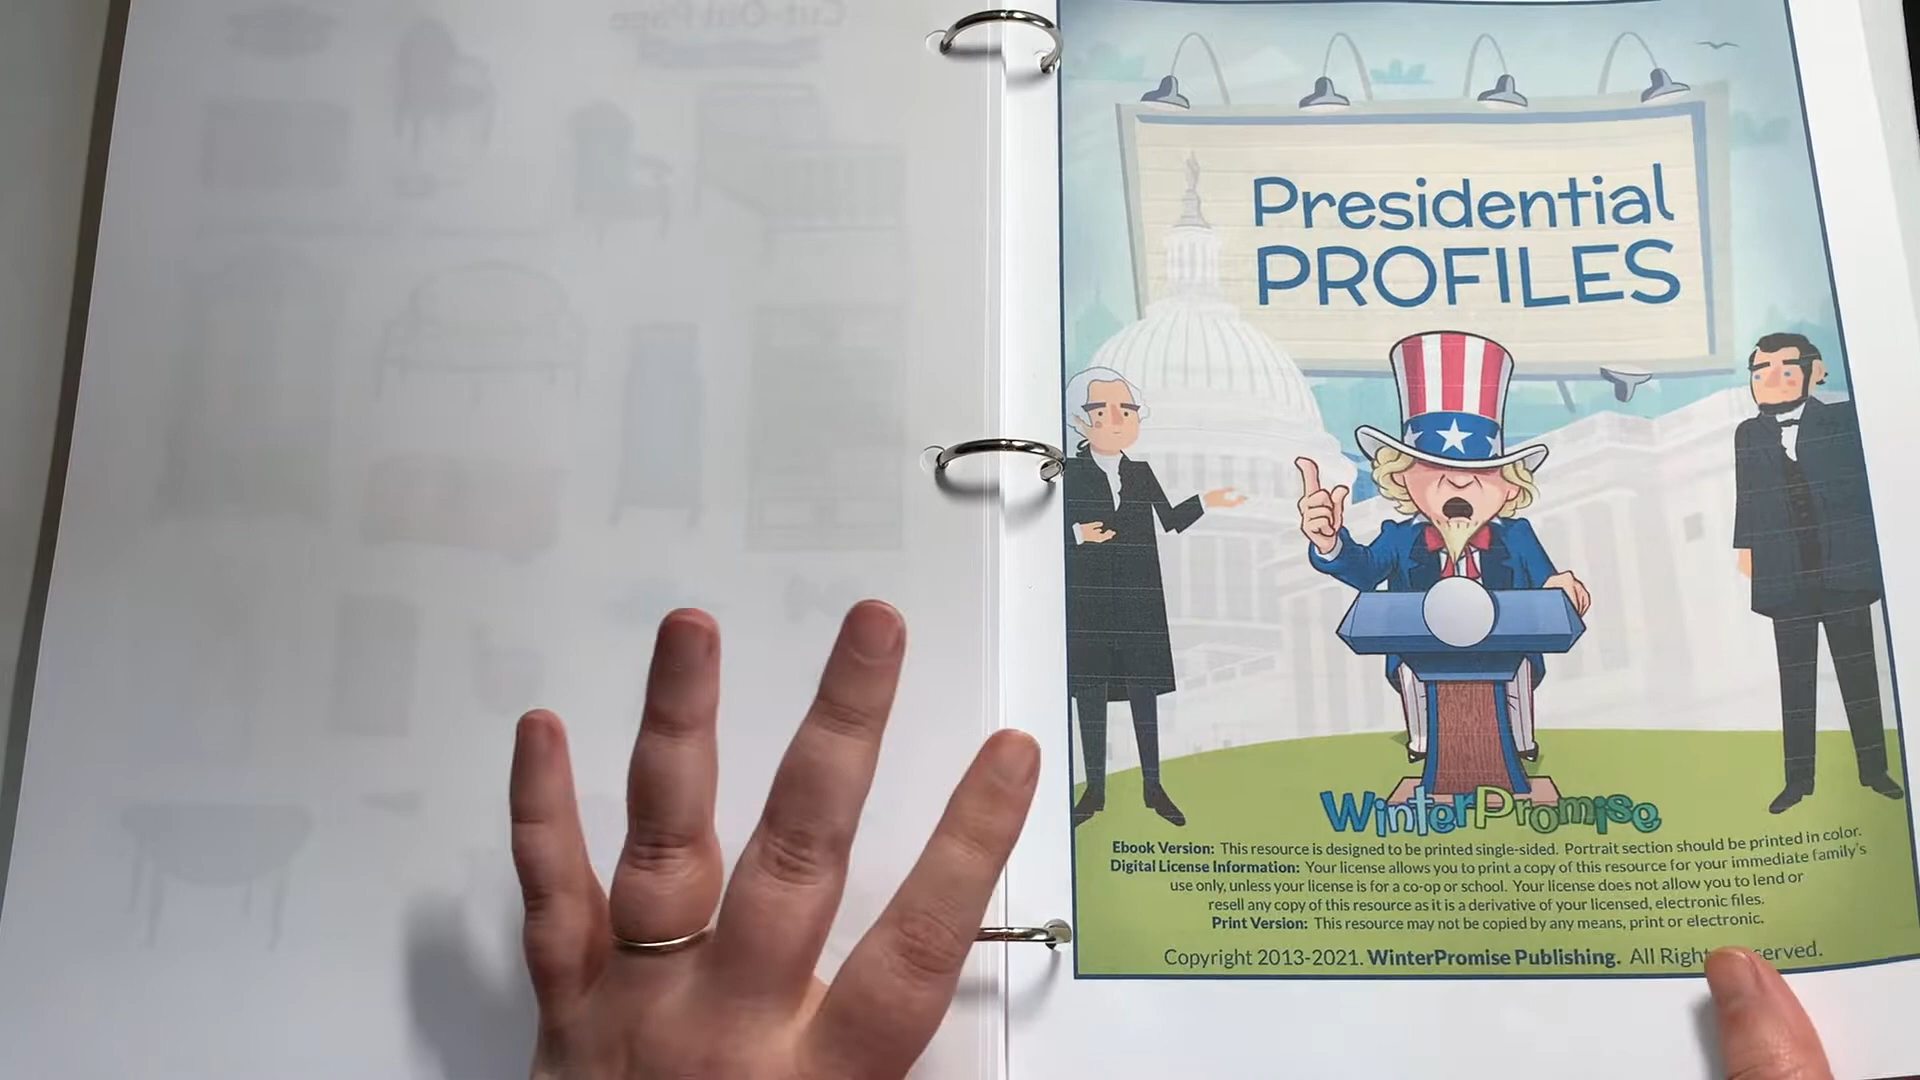 Cut-Out Page
Presidential
PROFILES
WinterPromise
Ebook Version: This resource is designed to be printed single-sided. Portrait section should be printed in color.
Digital License Information: Your license allows you to print a copy of this resource for your immediate family's
use only, unless your license is for a co-op or school. Your license does not allow you to lend or
resell any copy of this resource as it is a derivative of your licensed, electronic files.
Print Version: This resource may not be copied by any means, print or electronic.
Copyright 2013-2021. WinterPromise Publishing. All